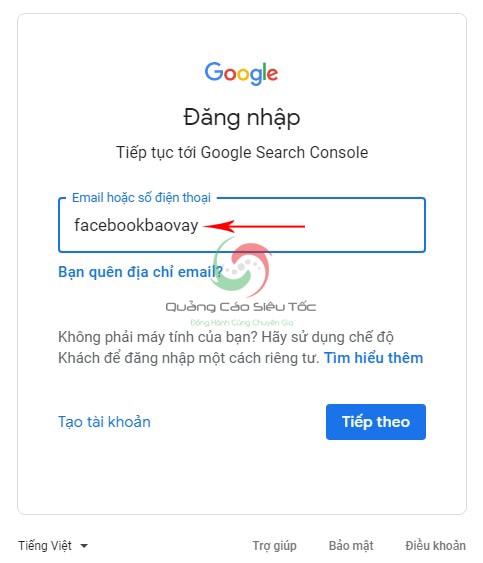 Google
Đăng nhập
Tiếp tục tới Google Search Console
Email hoặc số điện thoại
facebookbaovay
Bạn quên địa chỉ email?
Quảng Cáo Siêu Tốc
Đồng Hành Cùng Chuyên Gia
Không phải máy tính của bạn? Hãy sử dụng chế độ
Khách để đăng nhập một cách riêng tư. Tìm hiểu thêm
Tạo tài khoản Tiếp theo
Tiếng Việt Trợ giúp Bảo mật Điều khoản